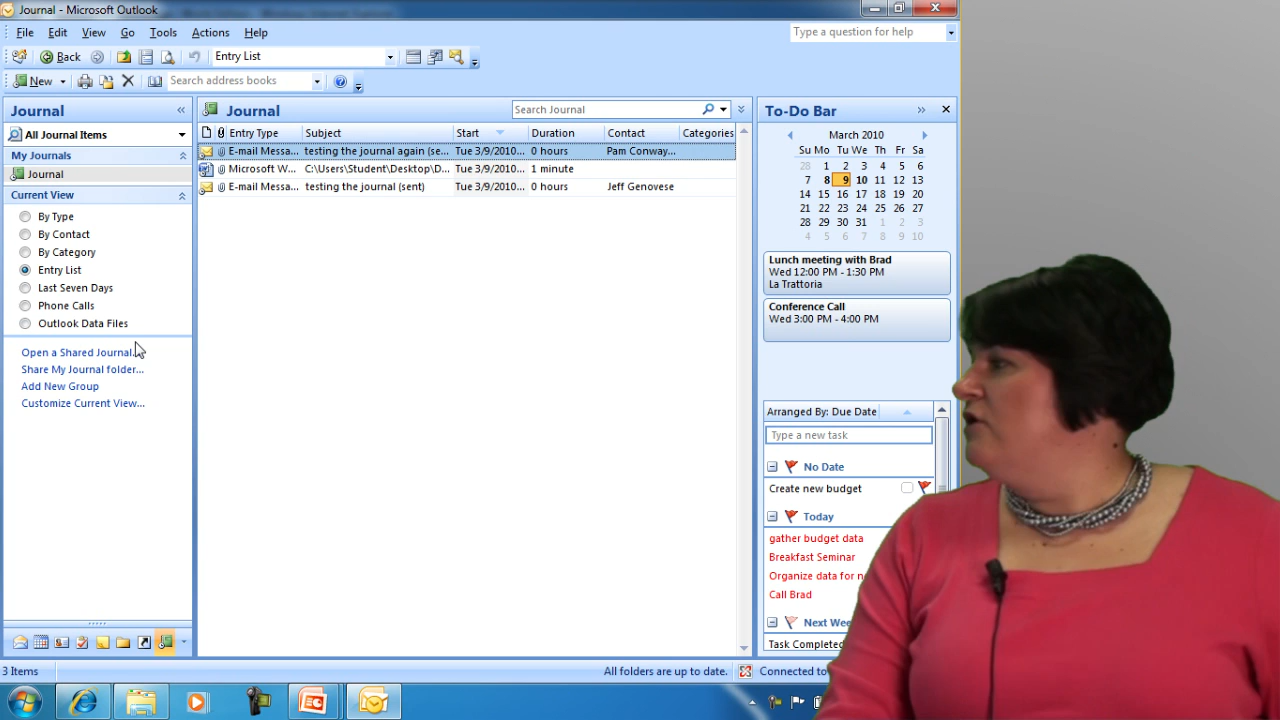 Journal - Microsoft Outlook
File Edit View Go Tools Actions Help
Type a question for help
Back
Entry List
New
Search address books
Journal
All Journal Items
My Journals
Journal
Current View
By Type
By Contact
By Category
Entry List
Last Seven Days
Phone Calls
Outlook Data Files
Open a Shared Journal...
Share My Journal folder...
Add New Group
Customize Current View...
Journal
Search Journal
Entry Type Subject Start Duration Contact Categories
E-mail Messa... testing the journal again (se... Tue 3/9/2010... 0 hours Pam Conway...
Microsoft W... C:\Users\Student\Desktop\D... Tue 3/9/2010... 1 minute
E-mail Messa... testing the journal (sent) Tue 3/9/2010... 0 hours Jeff Genovese
To-Do Bar
March 2010
Su Mo Tu We Th Fr Sa
28 1 2 3 4 5 6
7 8 9 10 11 12 13
14 15 16 17 18 19 20
21 22 23 24 25 26 27
28 29 30 31 1 2 3
4 5 6 7 8 9 10
Lunch meeting with Brad
Wed 12:00 PM - 1:30 PM
La Trattoria
Conference Call
Wed 3:00 PM - 4:00 PM
Arranged By: Due Date
Type a new task
No Date
Create new budget
Today
gather budget data
Breakfast Seminar
Organize data for
Call Brad
Next
Task Completed
3 Items
All folders are up to date.
Connected to